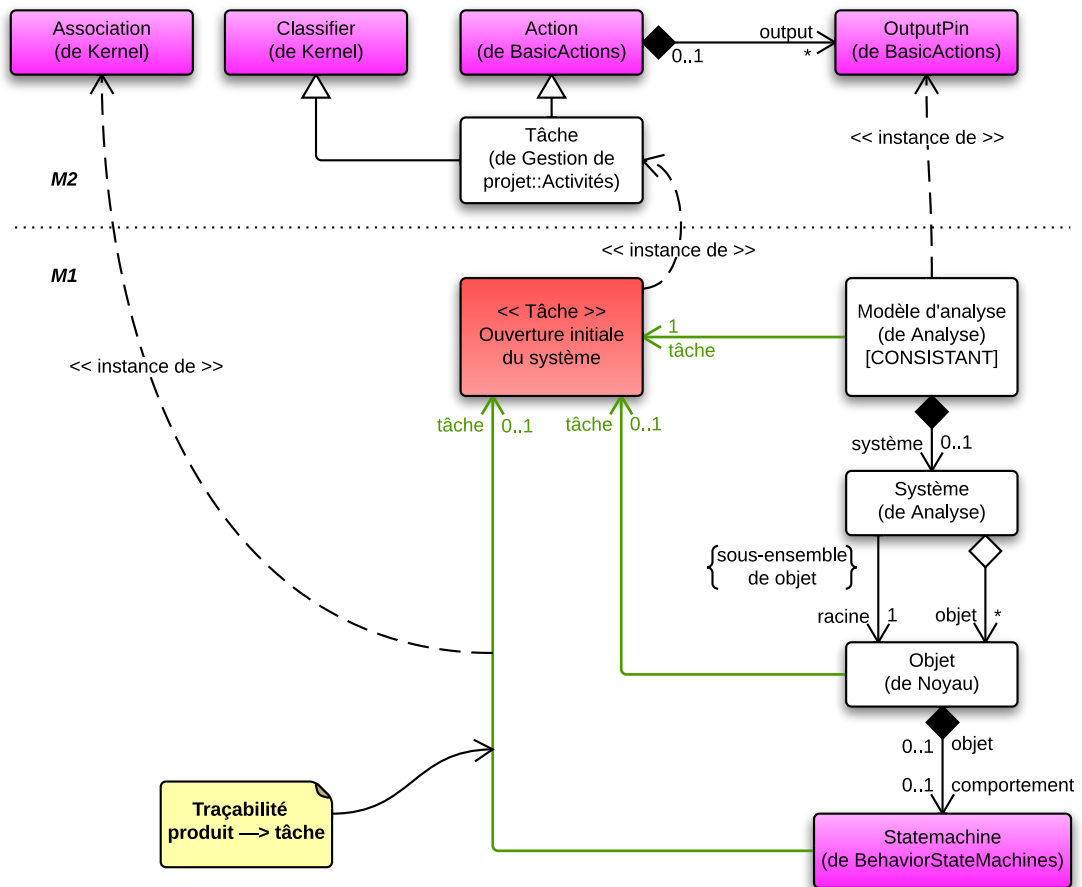 Association
(de Kernel)
Classifier
(de Kernel)
Action
(de BasicActions)
output
0..1
*
OutputPin
(de BasicActions)
<< instance de >>
Tâche
(de Gestion de
projet::Activités)
M2
<< instance de >>
M1
<< Tâche >>
Ouverture initiale
du système
1
tâche
Modèle d'analyse
(de Analyse)
[CONSISTANT]
<< instance de >>
tâche
0..1
tâche
0..1
système
0..1
Système
(de Analyse)
{sous-ensemble
de objet}
racine
1
objet
*
Objet
(de Noyau)
0..1
objet
0..1
comportement
Traçabilité
produit —> tâche
Statemachine
(de BehaviorStateMachines)